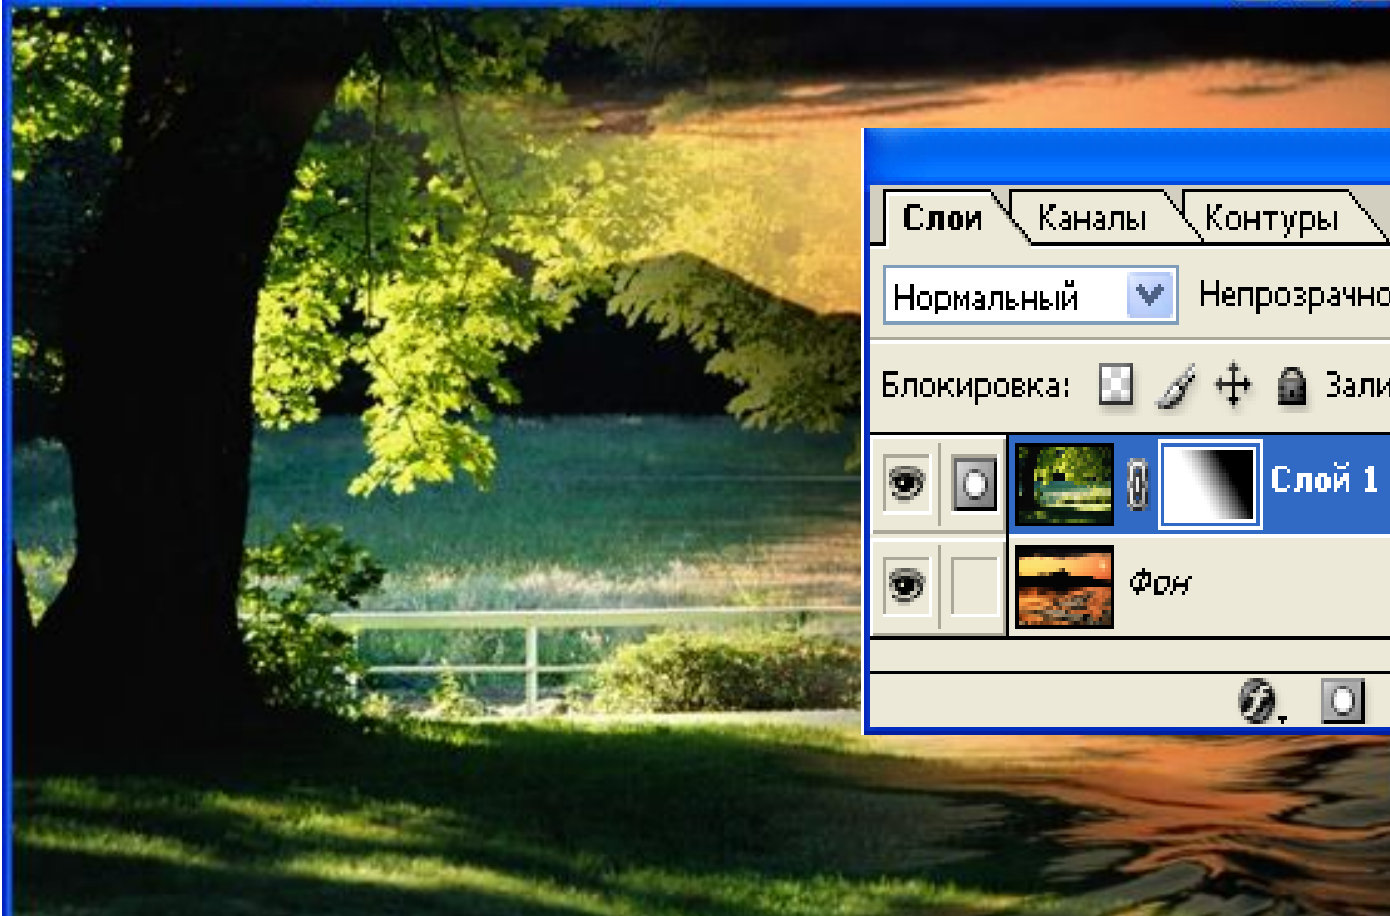 Слои Каналы Контуры
Нормальный Непрозрачно
Блокировка: Зали
Слой 1
Фон